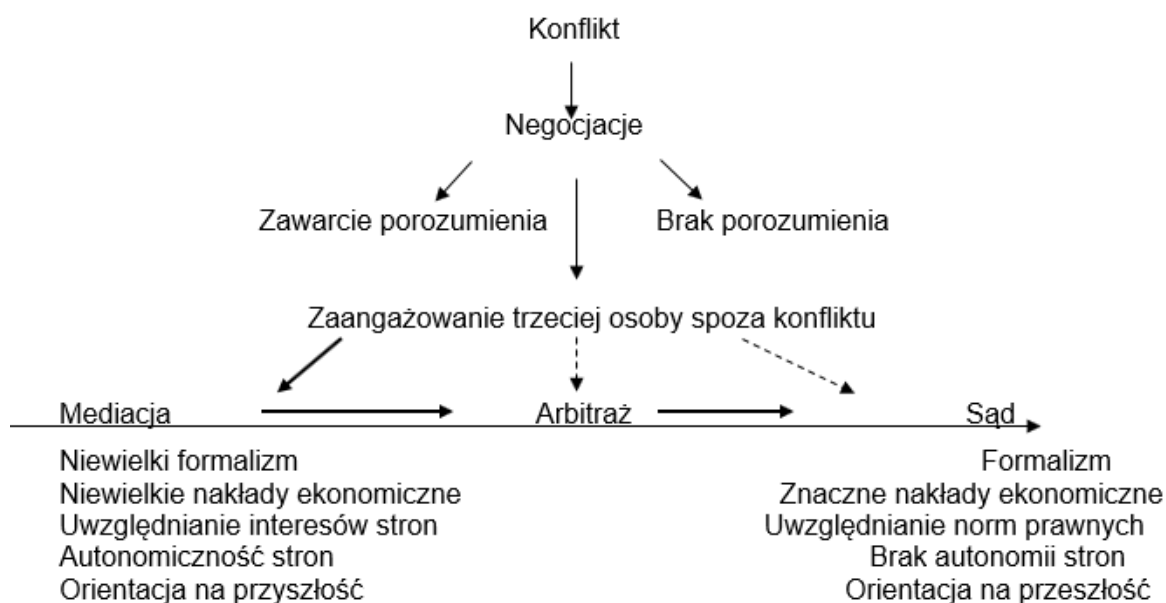 Konflikt
Negocjacje
Zawarcie porozumienia Brak porozumienia
Zaangażowanie trzeciej osoby spoza konfliktu
Mediacja Arbitraż Sąd
Niewielki formalizm Formalizm
Niewielkie nakłady ekonomiczne Znaczne nakłady ekonomiczne
Uwzględnianie interesów stron Uwzględnianie norm prawnych
Autonomiczność stron Brak autonomii stron
Orientacja na przyszłość Orientacja na przeszłość